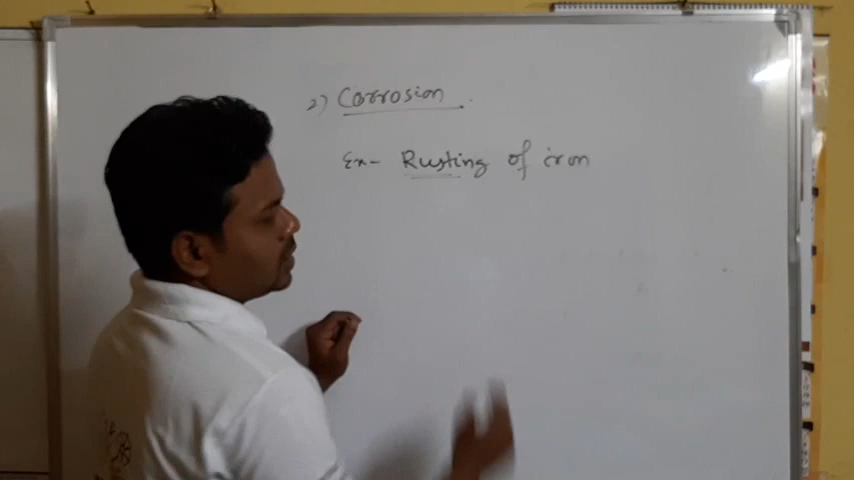 2) Corrosion.
Ex- Rusting of iron